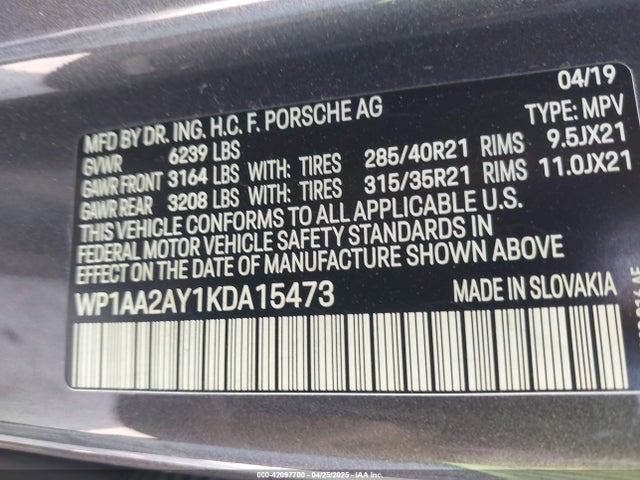 04/19
MFD BY DR. ING. H.C. F. PORSCHE AG TYPE: MPV
GVWR 6239 LBS
GAWR FRONT 3164 LBS WITH: TIRES 285/40R21 RIMS 9.5JX21
GAWR REAR 3208 LBS WITH: TIRES 315/35R21 RIMS 11.0JX21
THIS VEHICLE CONFORMS TO ALL APPLICABLE U.S.
FEDERAL MOTOR VEHICLE SAFETY STANDARDS IN
EFFECT ON THE DATE OF MANUFACTURE SHOWN ABOVE
WP1AA2AY1KDA15473 MADE IN SLOVAKIA
000-42097700 - 04/25/2025 - IAA Inc.